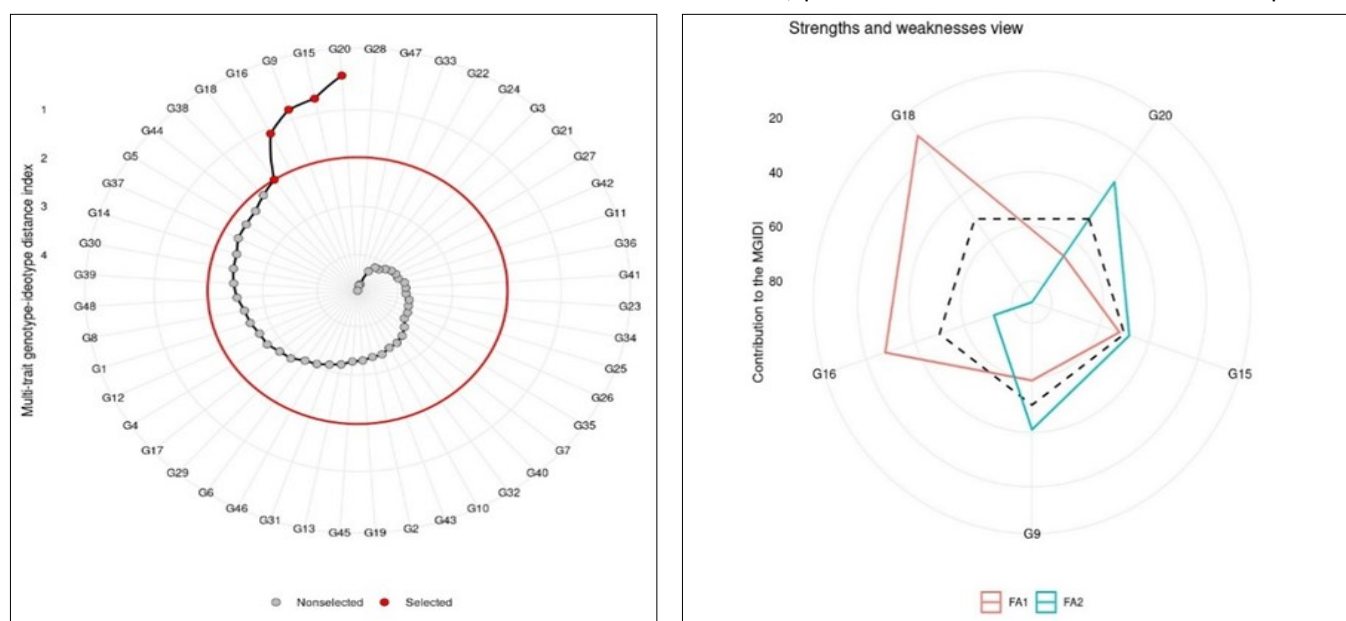 Multi-trait genotype-ideotype distance index
1
2
3
4
G20
G28
G47
G33
G22
G24
G3
G21
G27
G42
G11
G36
G41
G23
G34
G25
G26
G35
G7
G40
G32
G10
G43
G2
G19
G45
G13
G31
G46
G6
G29
G17
G4
G12
G1
G8
G48
G39
G30
G14
G37
G5
G44
G38
G18
G16
G9
G15
Nonselected
Selected
Strengths and weaknesses view
Contribution to the MGIDI
20
40
60
80
G18
G20
G15
G9
G16
FA1
FA2